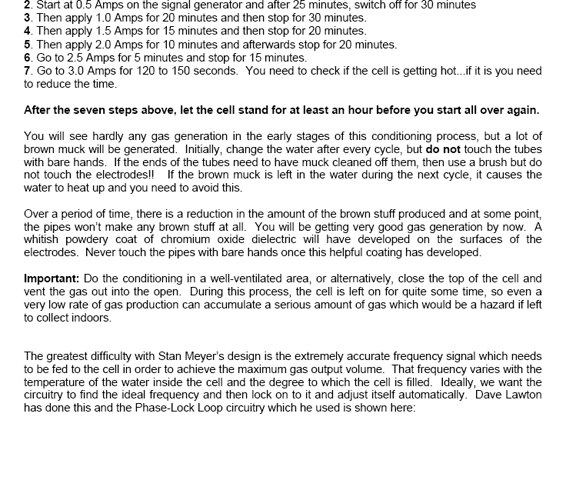 2. Start at 0.5 Amps on the signal generator and after 25 minutes, switch off for 30 minutes
3. Then apply 1.0 Amps for 20 minutes and then stop for 30 minutes.
4. Then apply 1.5 Amps for 15 minutes and then stop for 20 minutes.
5. Then apply 2.0 Amps for 10 minutes and afterwards stop for 20 minutes.
6. Go to 2.5 Amps for 5 minutes and stop for 15 minutes.
7. Go to 3.0 Amps for 120 to 150 seconds. You need to check if the cell is getting hot...if it is you need
to reduce the time.
After the seven steps above, let the cell stand for at least an hour before you start all over again.
You will see hardly any gas generation in the early stages of this conditioning process, but a lot of
brown muck will be generated. Initially, change the water after every cycle, but do not touch the tubes
with bare hands. If the ends of the tubes need to have muck cleaned off them, then use a brush but do
not touch the electrodes!! If the brown muck is left in the water during the next cycle, it causes the
water to heat up and you need to avoid this.
Over a period of time, there is a reduction in the amount of the brown stuff produced and at some point,
the pipes won't make any brown stuff at all. You will be getting very good gas generation by now. A
whitish powdery coat of chromium oxide dielectric will have developed on the surfaces of the
electrodes. Never touch the pipes with bare hands once this helpful coating has developed.
Important: Do the conditioning in a well-ventilated area, or alternatively, close the top of the cell and
vent the gas out into the open. During this process, the cell is left on for quite some time, so even a
very low rate of gas production can accumulate a serious amount of gas which would be a hazard if left
to collect indoors.
The greatest difficulty with Stan Meyer's design is the extremely accurate frequency signal which needs
to be fed to the cell in order to achieve the maximum gas output volume. That frequency varies with the
temperature of the water inside the cell and the degree to which the cell is filled. Ideally, we want the
circuitry to find the ideal frequency and then lock on to it and adjust itself automatically. Dave Lawton
has done this and the Phase-Lock Loop circuitry which he used is shown here: